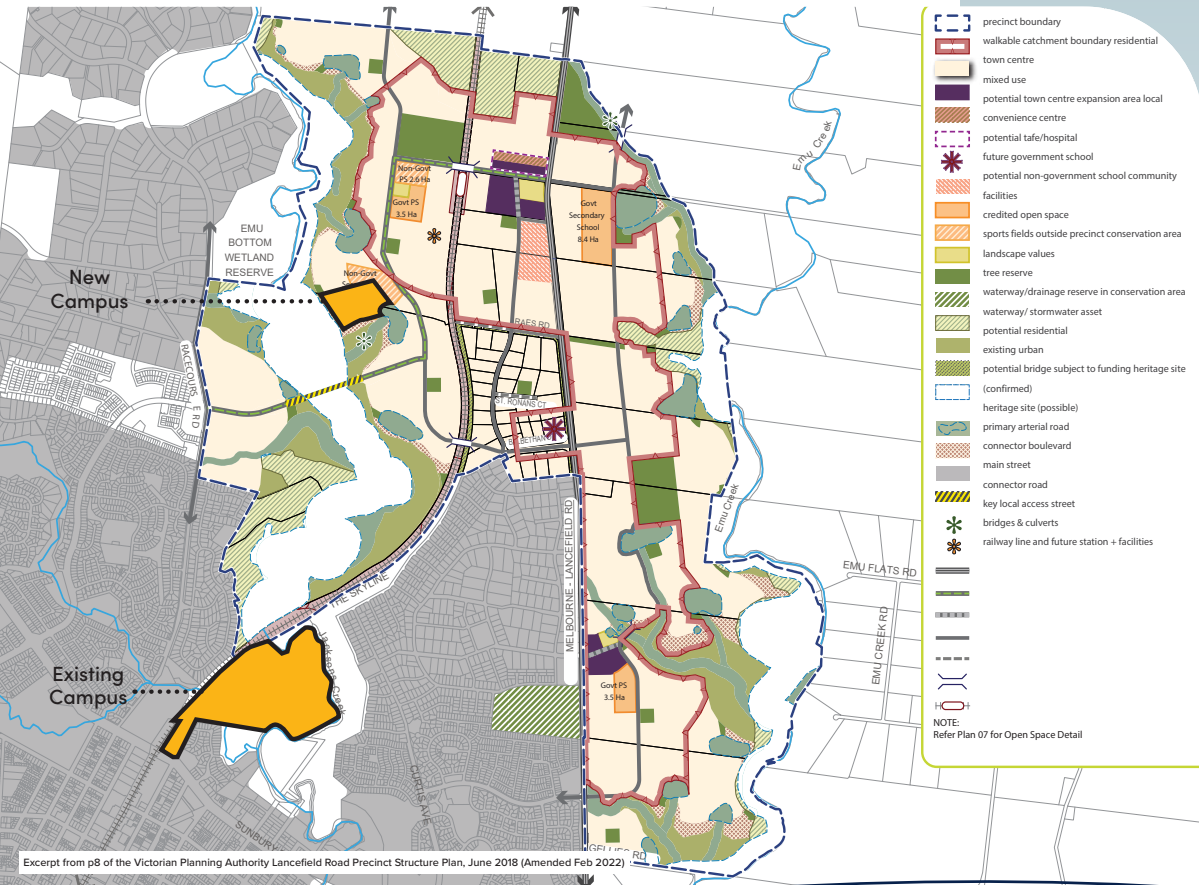 precinct boundary
walkable catchment boundary residential
town centre
mixed use
potential town centre expansion area local
convenience centre
potential tafe/hospital
future government school
potential non-government school community
facilities
credited open space
sports fields outside precinct conservation area
landscape values
tree reserve
waterway/drainage reserve in conservation area
waterway/ stormwater asset
potential residential
existing urban
potential bridge subject to funding heritage site
(confirmed)
heritage site (possible)
primary arterial road
connector boulevard
main street
connector road
key local access street
bridges & culverts
railway line and future station + facilities
NOTE:
Refer Plan 07 for Open Space Detail
Emu Creek
Non-Govt
PS 2.6 Ha
Govt PS
3.5 Ha
Govt
Secondary
School
8.4 Ha
EMU
BOTTOM
WETLAND
RESERVE
Non-Govt
New
Campus
RAES RD
RACECOURSE RD
ST. RONANS CT
Emu Creek
MELBOURNE - LANCEFIELD RD
EMU FLATS RD
EMU CREEK RD
THE SKYLINE
Jacksons Creek
Existing
Campus
Govt PS
3.5 Ha
CURTIS AVE
SUNBURY
GELLIES RD
Excerpt from p8 of the Victorian Planning Authority Lancefield Road Precinct Structure Plan, June 2018 (Amended Feb 2022)